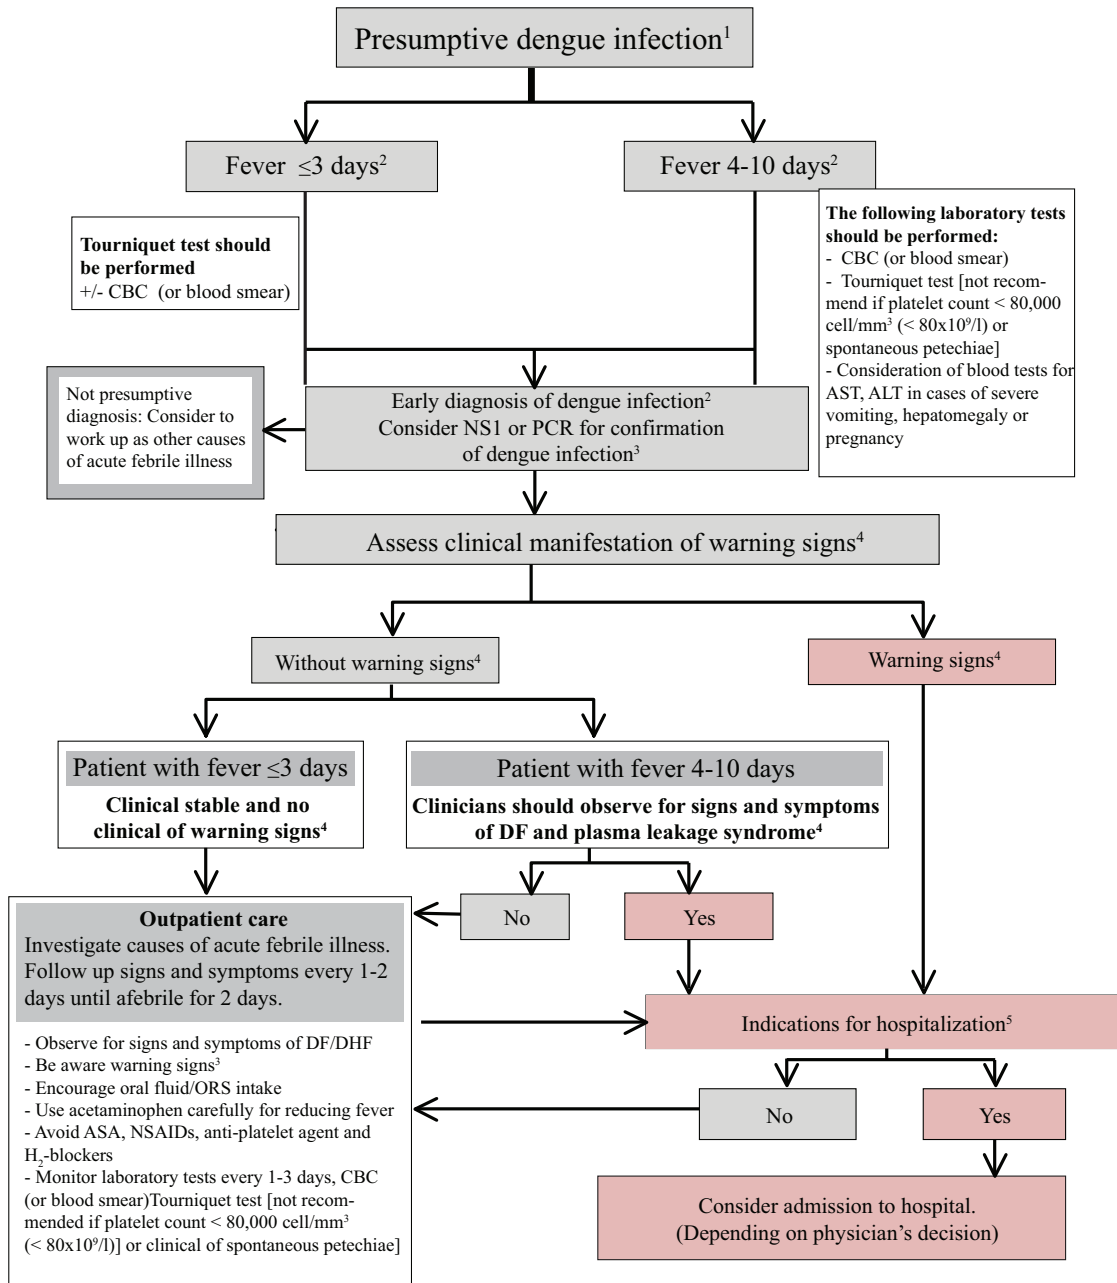 Presumptive dengue infection¹
Fever ≤3 days²
Fever 4-10 days²
Tourniquet test should
be performed
+/- CBC (or blood smear)
The following laboratory tests
should be performed:
- CBC (or blood smear)
- Tourniquet test [not recom-
mend if platelet count < 80,000
cell/mm³ (< 80x10⁹/l) or
spontaneous petechiae]
- Consideration of blood tests for
AST, ALT in cases of severe
vomiting, hepatomegaly or
pregnancy
Not presumptive
diagnosis: Consider to
work up as other causes
of acute febrile illness
Early diagnosis of dengue infection²
Consider NS1 or PCR for confirmation
of dengue infection³
Assess clinical manifestation of warning signs⁴
Without warning signs⁴
Warning signs⁴
Patient with fever ≤3 days
Clinical stable and no
clinical of warning signs⁴
Patient with fever 4-10 days
Clinicians should observe for signs and symptoms
of DF and plasma leakage syndrome⁴
No
Yes
Outpatient care
Investigate causes of acute febrile illness.
Follow up signs and symptoms every 1-2
days until afebrile for 2 days.
- Observe for signs and symptoms of DF/DHF
- Be aware warning signs³
- Encourage oral fluid/ORS intake
- Use acetaminophen carefully for reducing fever
- Avoid ASA, NSAIDs, anti-platelet agent and
H₂-blockers
- Monitor laboratory tests every 1-3 days, CBC
(or blood smear)Tourniquet test [not recom-
mended if platelet count < 80,000 cell/mm³
(< 80x10⁹/l)] or clinical of spontaneous petechiae]
Indications for hospitalization⁵
No
Yes
Consider admission to hospital.
(Depending on physician's decision)